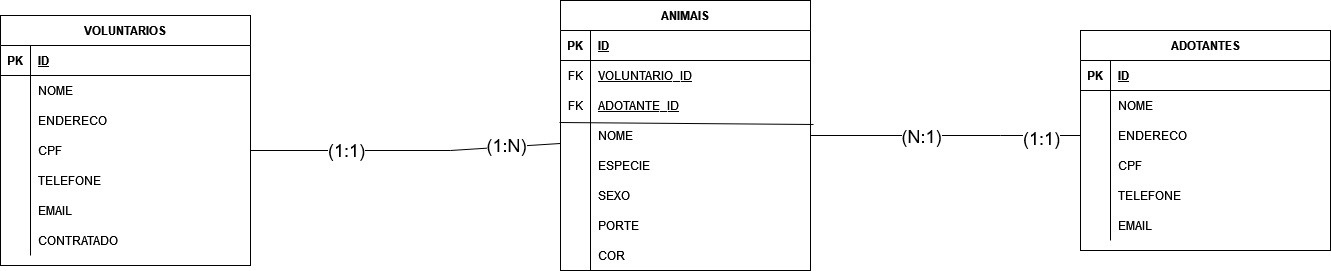 VOLUNTARIOS
PK ID
NOME
ENDERECO
CPF
TELEFONE
EMAIL
CONTRATADO
(1:1)
(1:N)
ANIMAIS
PK ID
FK VOLUNTARIO_ID
FK ADOTANTE_ID
NOME
ESPECIE
SEXO
PORTE
COR
(N:1)
(1:1)
ADOTANTES
PK ID
NOME
ENDERECO
CPF
TELEFONE
EMAIL